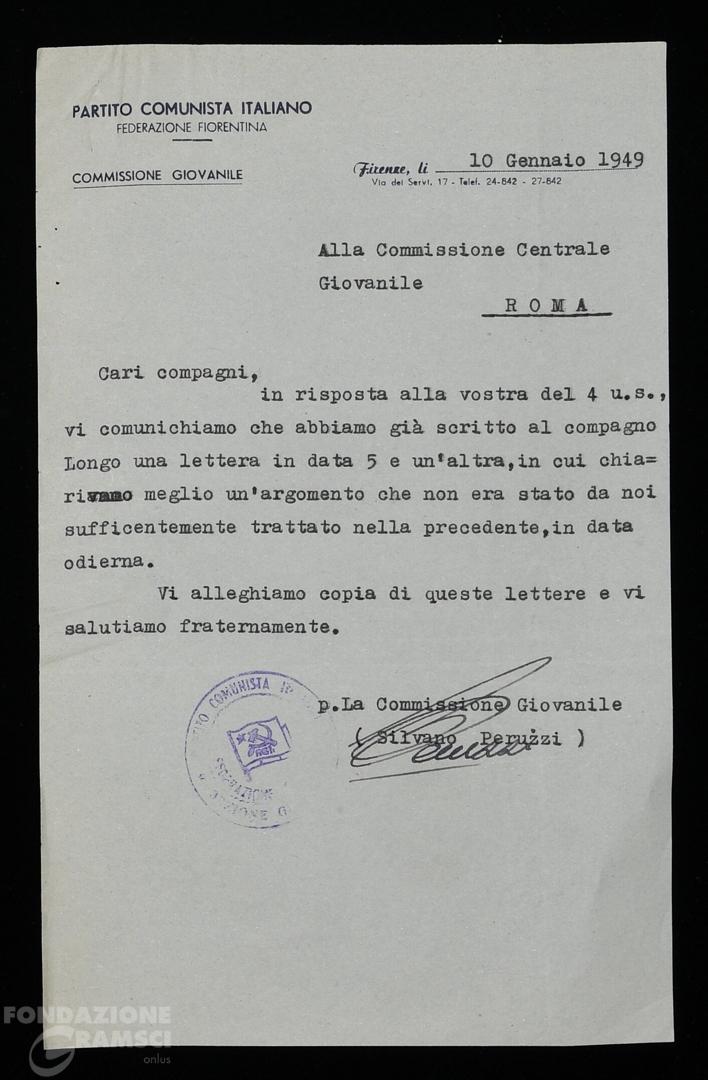 PARTITO COMUNISTA ITALIANO
FEDERAZIONE FIORENTINA
COMMISSIONE GIOVANILE
Firenze, li 10 Gennaio 1949
Via dei Servi, 17 - Telef. 24-842 - 27-842
Alla Commissione Centrale
Giovanile
R O M A
Cari compagni,
in risposta alla vostra del 4 u.s.,
vi comunichiamo che abbiamo già scritto al compagno
Longo una lettera in data 5 e un'altra,in cui chia=
rivamo meglio un'argomento che non era stato da noi
sufficentemente trattato nella precedente,in data
odierna.
Vi alleghiamo copia di queste lettere e vi
salutiamo fraternamente.
p.La Commissione Giovanile
( Silvano Peruzzi )
COMUNISTA
FONDAZIONE
GRAMSCI
onlus